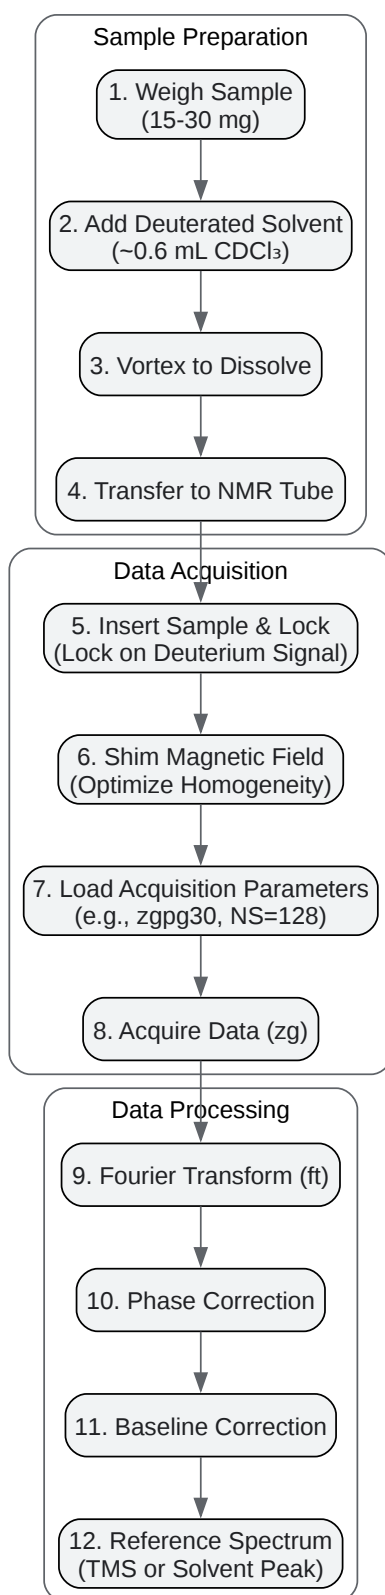 Sample Preparation
1. Weigh Sample
(15-30 mg)
2. Add Deuterated Solvent
(~0.6 mL CDCl₃)
3. Vortex to Dissolve
4. Transfer to NMR Tube
Data Acquisition
5. Insert Sample & Lock
(Lock on Deuterium Signal)
6. Shim Magnetic Field
(Optimize Homogeneity)
7. Load Acquisition Parameters
(e.g., zgpg30, NS=128)
8. Acquire Data (zg)
Data Processing
9. Fourier Transform (ft)
10. Phase Correction
11. Baseline Correction
12. Reference Spectrum
(TMS or Solvent Peak)